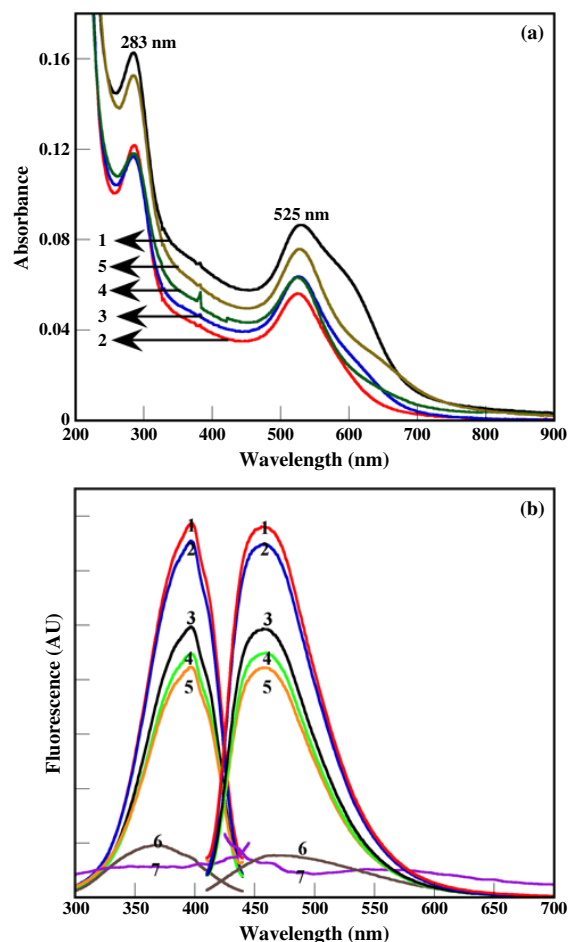 (a)
283 nm
525 nm
0.16
0.12
0.08
0.04
0
Absorbance
1
5
4
3
2
200 300 400 500 600 700 800 900
Wavelength (nm)
(b)
1 1
2 2
3 3
4 4
5 5
6 6
7 7
Fluorescence (AU)
300 350 400 450 500 550 600 650 700
Wavelength (nm)